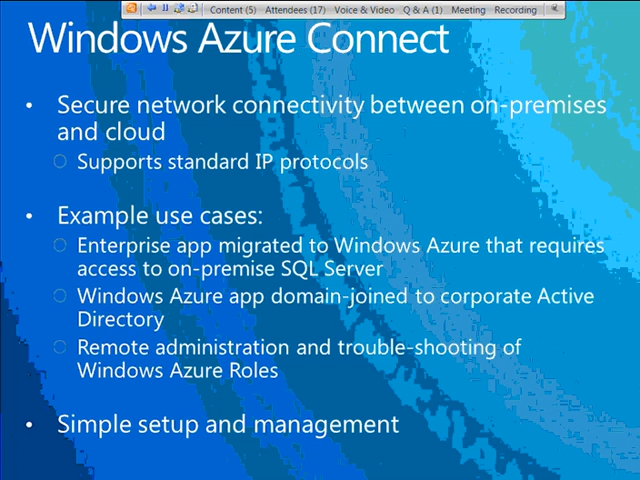 Content (5) Attendees (17) Voice & Video Q & A (1) Meeting Recording
Windows Azure Connect
• Secure network connectivity between on-premises
and cloud
○ Supports standard IP protocols
• Example use cases:
○ Enterprise app migrated to Windows Azure that requires
access to on-premise SQL Server
○ Windows Azure app domain-joined to corporate Active
Directory
○ Remote administration and trouble-shooting of
Windows Azure Roles
• Simple setup and management